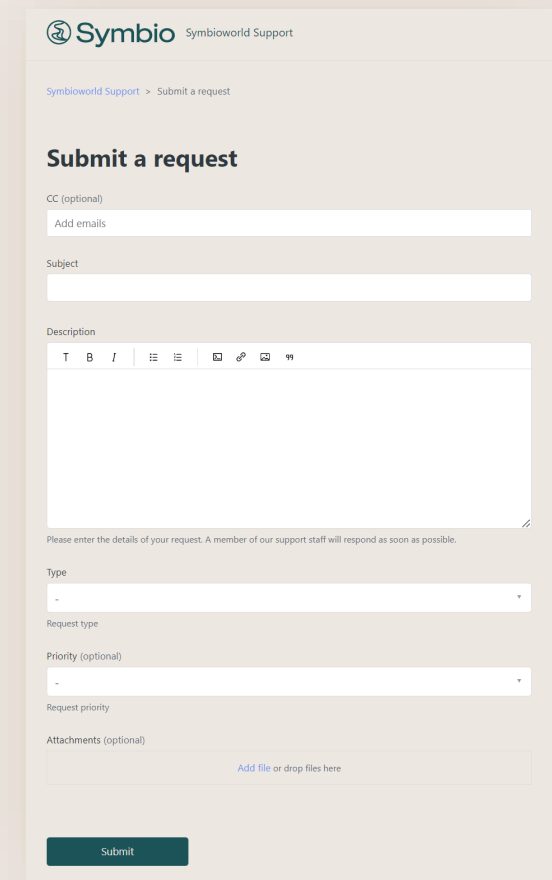 Symbio Symbioworld Support
Symbioworld Support > Submit a request
Submit a request
CC (optional)
Add emails
Subject
Description
T B I
Please enter the details of your request. A member of our support staff will respond as soon as possible.
Type
-
Request type
Priority (optional)
-
Request priority
Attachments (optional)
Add file or drop files here
Submit